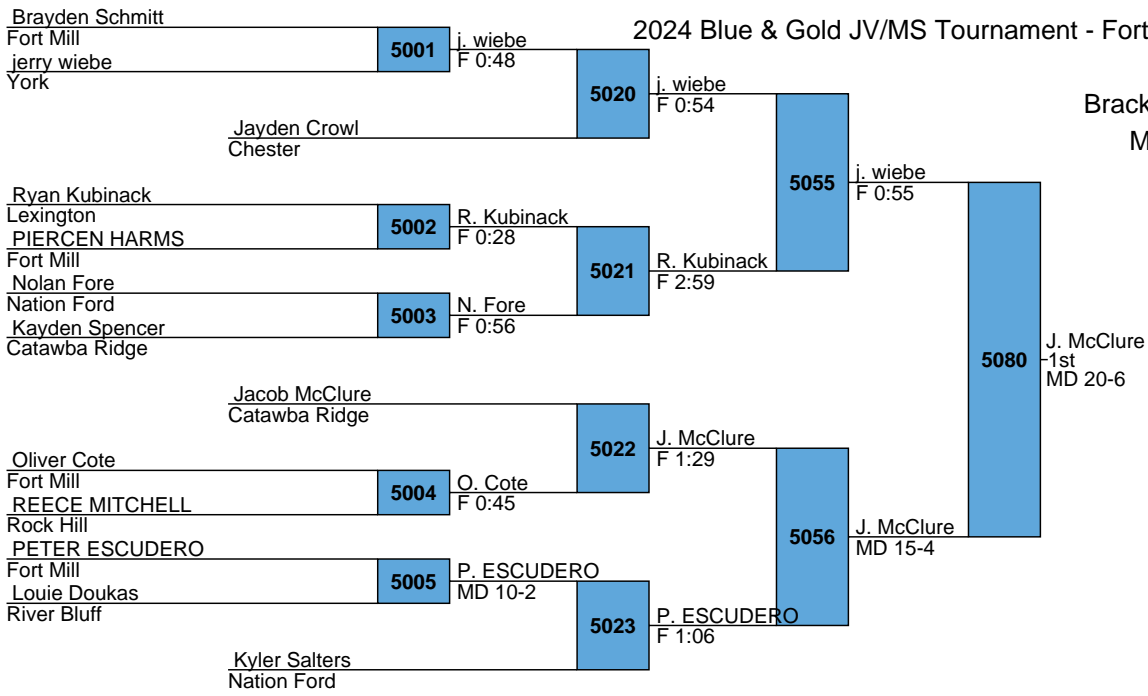 2024 Blue & Gold JV/MS Tournament - Fort
Brack
M
Brayden Schmitt
Fort Mill
jerry wiebe
York
5001
j. wiebe
F 0:48
Jayden Crowl
Chester
5020
j. wiebe
F 0:54
Ryan Kubinack
Lexington
PIERCEN HARMS
Fort Mill
5002
R. Kubinack
F 0:28
Nolan Fore
Nation Ford
Kayden Spencer
Catawba Ridge
5003
N. Fore
F 0:56
5021
R. Kubinack
F 2:59
5055
j. wiebe
F 0:55
Jacob McClure
Catawba Ridge
Oliver Cote
Fort Mill
REECE MITCHELL
Rock Hill
5004
O. Cote
F 0:45
5022
J. McClure
F 1:29
PETER ESCUDERO
Fort Mill
Louie Doukas
River Bluff
5005
P. ESCUDERO
MD 10-2
Kyler Salters
Nation Ford
5023
P. ESCUDERO
F 1:06
5056
J. McClure
MD 15-4
5080
J. McClure
1st
MD 20-6